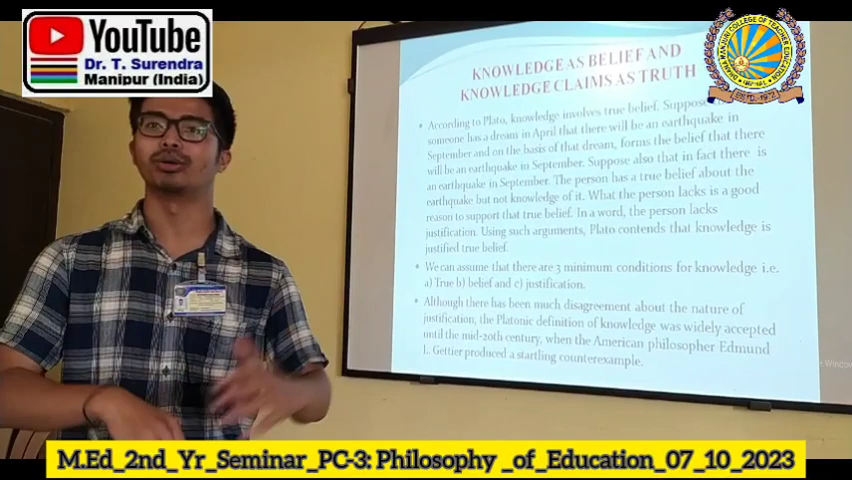 YouTube
Dr. T. Surendra
Manipur (India)
KNOWLEDGE AS BELIEF AND
KNOWLEDGE CLAIMS AS TRUTH
• According to Plato, knowledge involves true belief. Suppose
someone has a dream in April that there will be an earthquake in
September and on the basis of that dream, forms the belief that there
will be an earthquake in September. Suppose also that in fact there is
an earthquake in September. The person has a true belief about the
earthquake but not knowledge of it. What the person lacks is a good
reason to support that true belief. In a word, the person lacks
justification. Using such arguments, Plato contends that knowledge is
justified true belief.
• We can assume that there are 3 minimum conditions for knowledge i.e.
a) True b) belief and c) justification.
• Although there has been much disagreement about the nature of
justification, the Platonic definition of knowledge was widely accepted
until the mid-20th century, when the American philosopher Edmund
L. Gettier produced a startling counterexample.
M.Ed_2nd_Yr_Seminar_PC-3: Philosophy _of_Education_07_10_2023